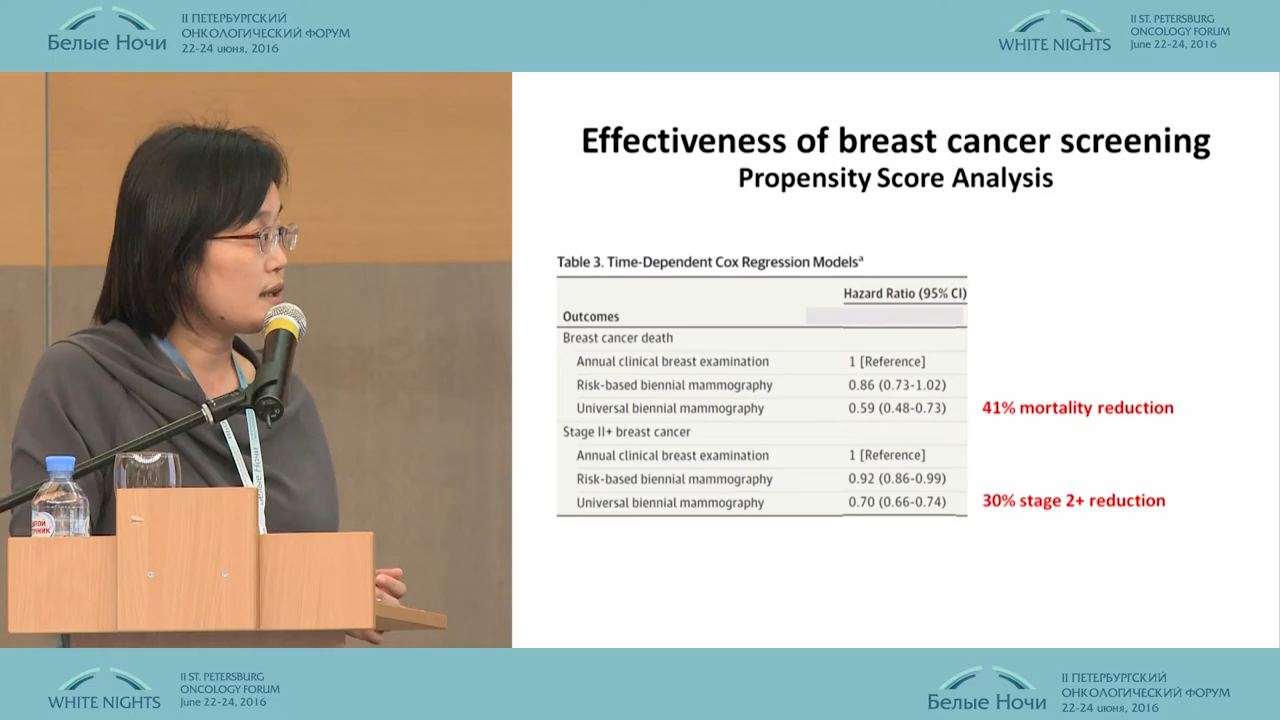 Белые Ночи
II ПЕТЕРБУРГСКИЙ
ОНКОЛОГИЧЕСКИЙ ФОРУМ
22-24 июня, 2016
WHITE NIGHTS
II ST. PETERSBURG
ONCOLOGY FORUM
June 22-24, 2016
Effectiveness of breast cancer screening
Propensity Score Analysis
Table 3. Time-Dependent Cox Regression Modelsª
Hazard Ratio (95% CI)
Outcomes
Breast cancer death
Annual clinical breast examination 1 [Reference]
Risk-based biennial mammography 0.86 (0.73-1.02)
Universal biennial mammography 0.59 (0.48-0.73) 41% mortality reduction
Stage II+ breast cancer
Annual clinical breast examination 1 [Reference]
Risk-based biennial mammography 0.92 (0.86-0.99)
Universal biennial mammography 0.70 (0.66-0.74) 30% stage 2+ reduction
Белые Ночи
WHITE NIGHTS
II ST. PETERSBURG
ONCOLOGY FORUM
June 22-24, 2016
Белые Ночи
II ПЕТЕРБУРГСКИЙ
ОНКОЛОГИЧЕСКИЙ ФОРУМ
22-24 июня, 2016